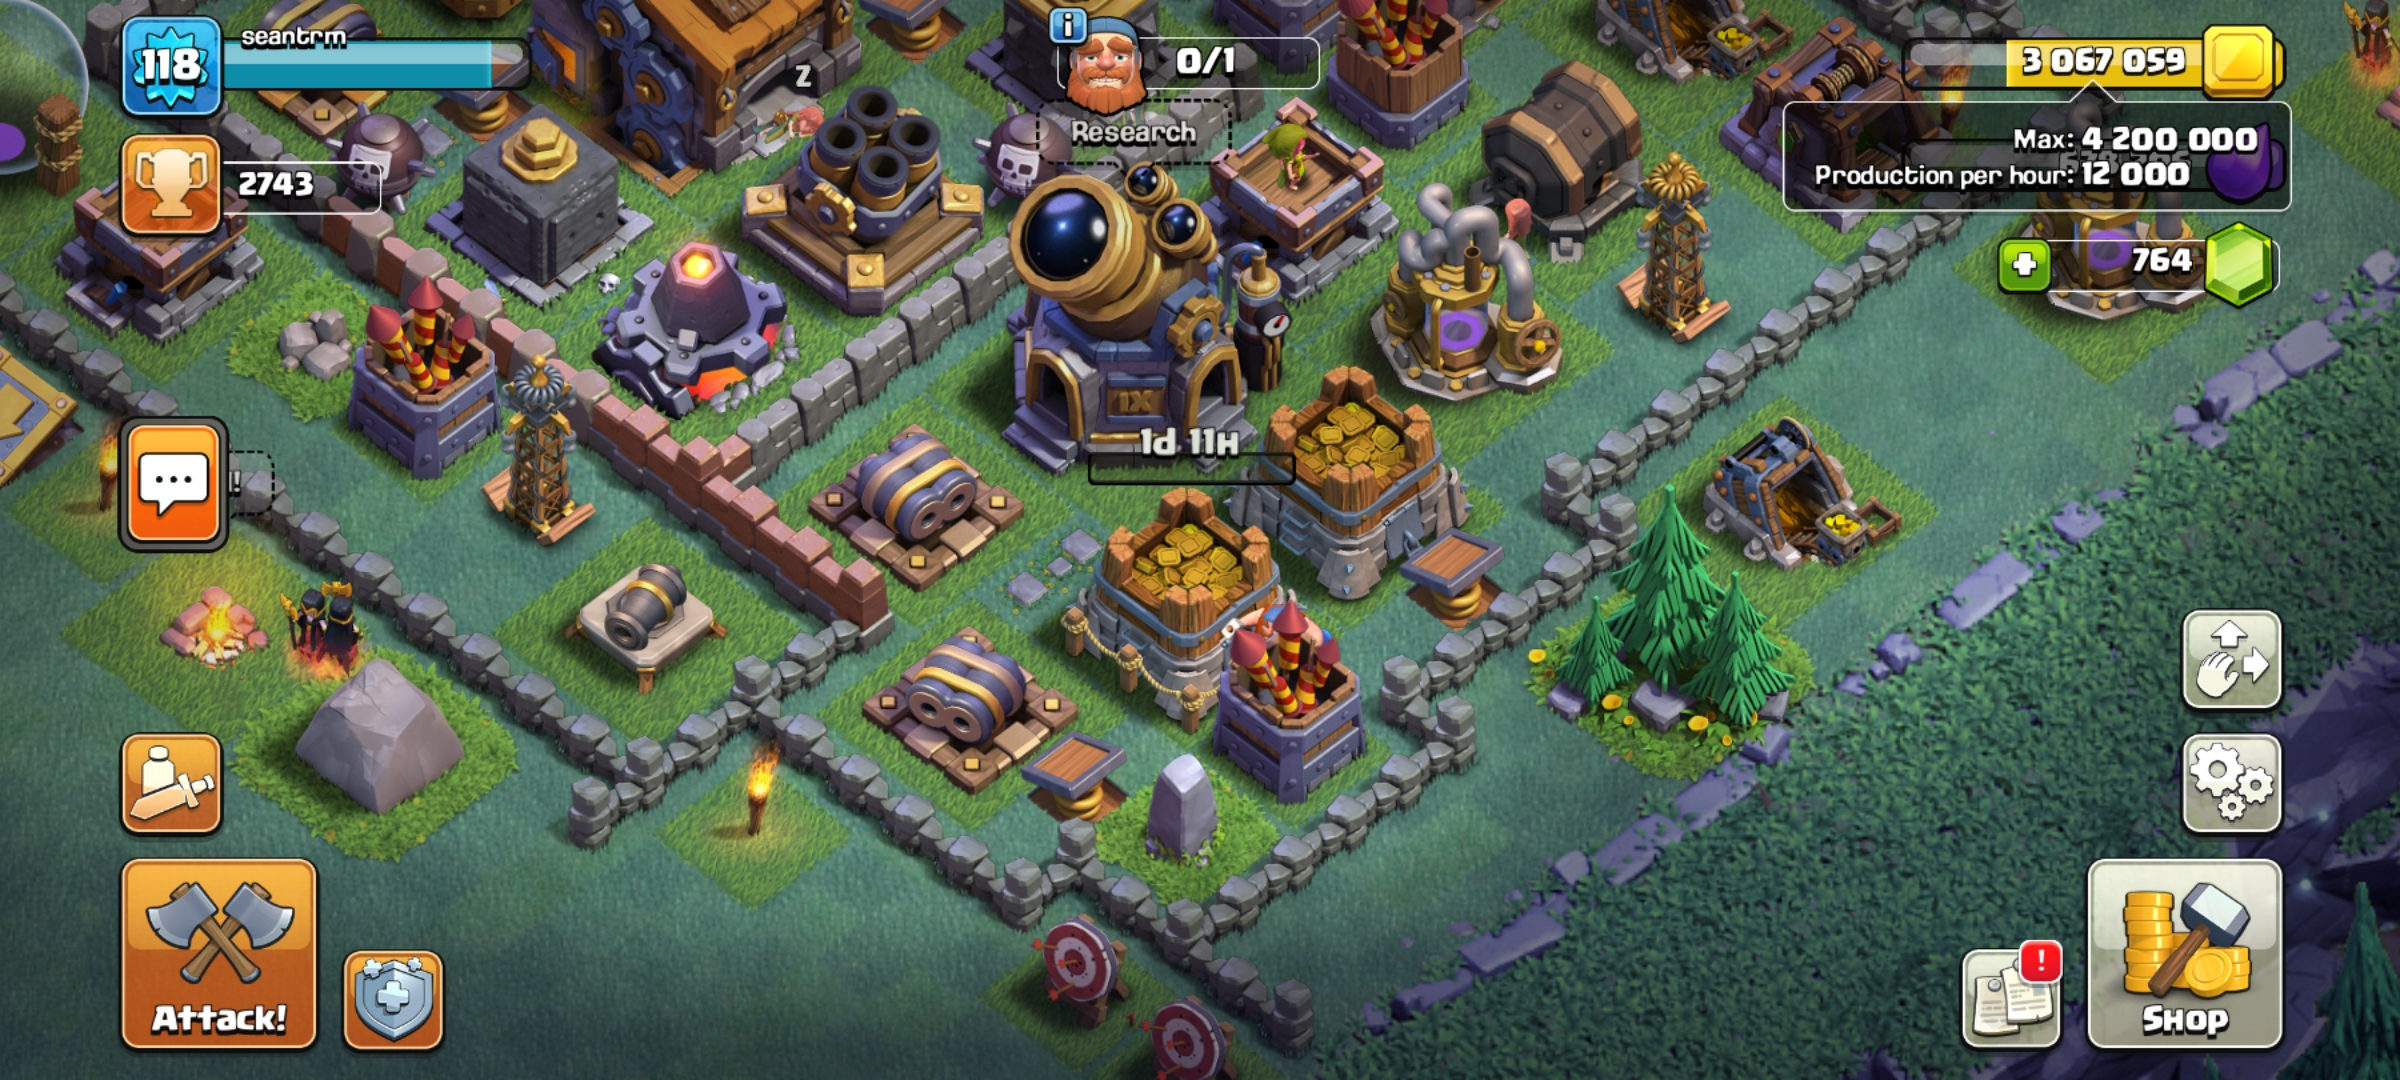 118
seantrm
0/1
3 067 059
Z
Research
Max: 4 200 000
2743
Production per hour: 12 000
764
IX
1d 11H
!
Attack!
!
Shop